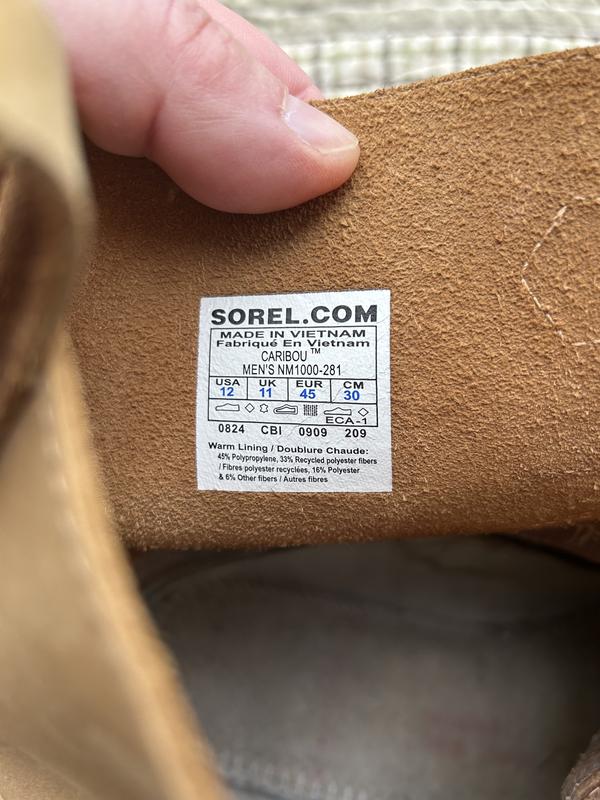 SOREL.COM
MADE IN VIETNAM
Fabriqué En Vietnam
CARIBOU™
MEN'S NM1000-281
USA UK EUR CM
12 11 45 30
ECA-1
0824 CBI 0909 209
Warm Lining / Doublure Chaude:
45% Polypropylene, 33% Recycled polyester fibers
/ Fibres polyester recyclées, 16% Polyester
& 6% Other fibers / Autres fibres